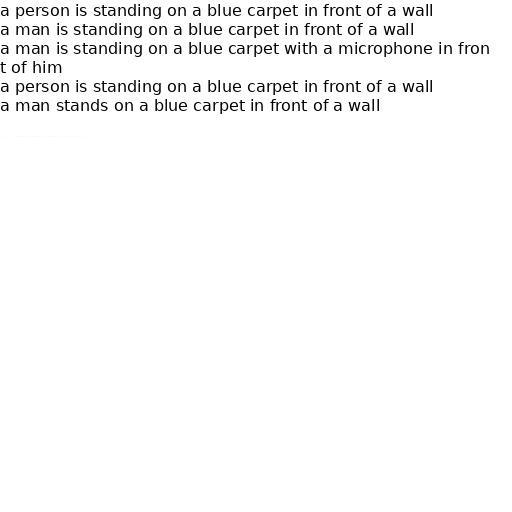 a person is standing on a blue carpet in front of a wall
a man is standing on a blue carpet in front of a wall
a man is standing on a blue carpet with a microphone in fron
t of him
a person is standing on a blue carpet in front of a wall
a man stands on a blue carpet in front of a wall